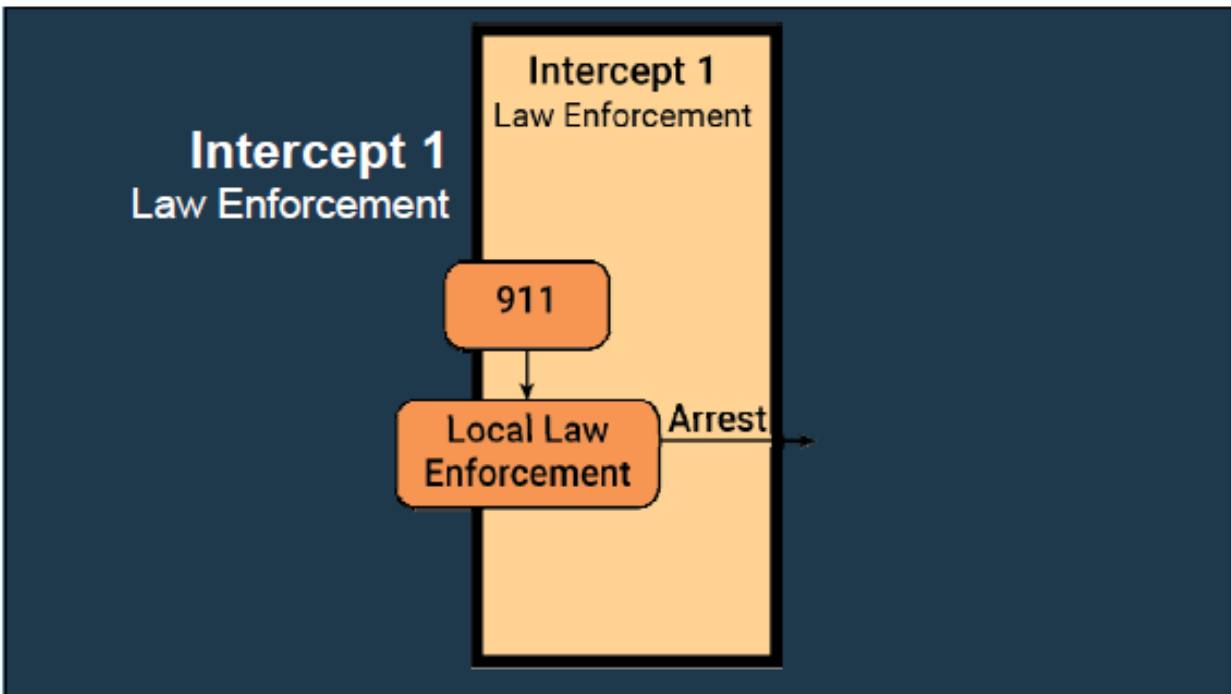 Intercept 1
Law Enforcement
Intercept 1
Law Enforcement
911
Local Law
Enforcement
Arrest